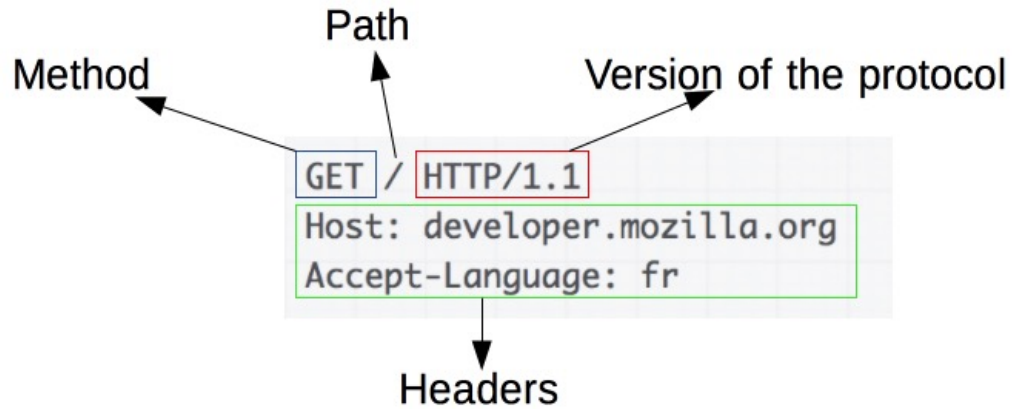 Path
Method
Version of the protocol
GET / HTTP/1.1
Host: developer.mozilla.org
Accept-Language: fr
Headers